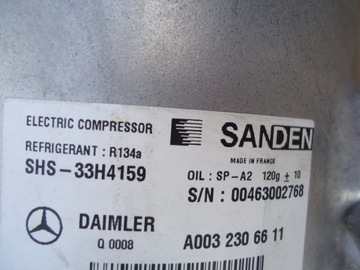 ELECTRIC COMPRESSOR
SANDEN
REFRIGERANT : R134a
MADE IN FRANCE
SHS-33H4159
OIL : SP-A2 120g ± 10
S/N : 00463002768
DAIMLER
Q 0008
A003 230 66 11